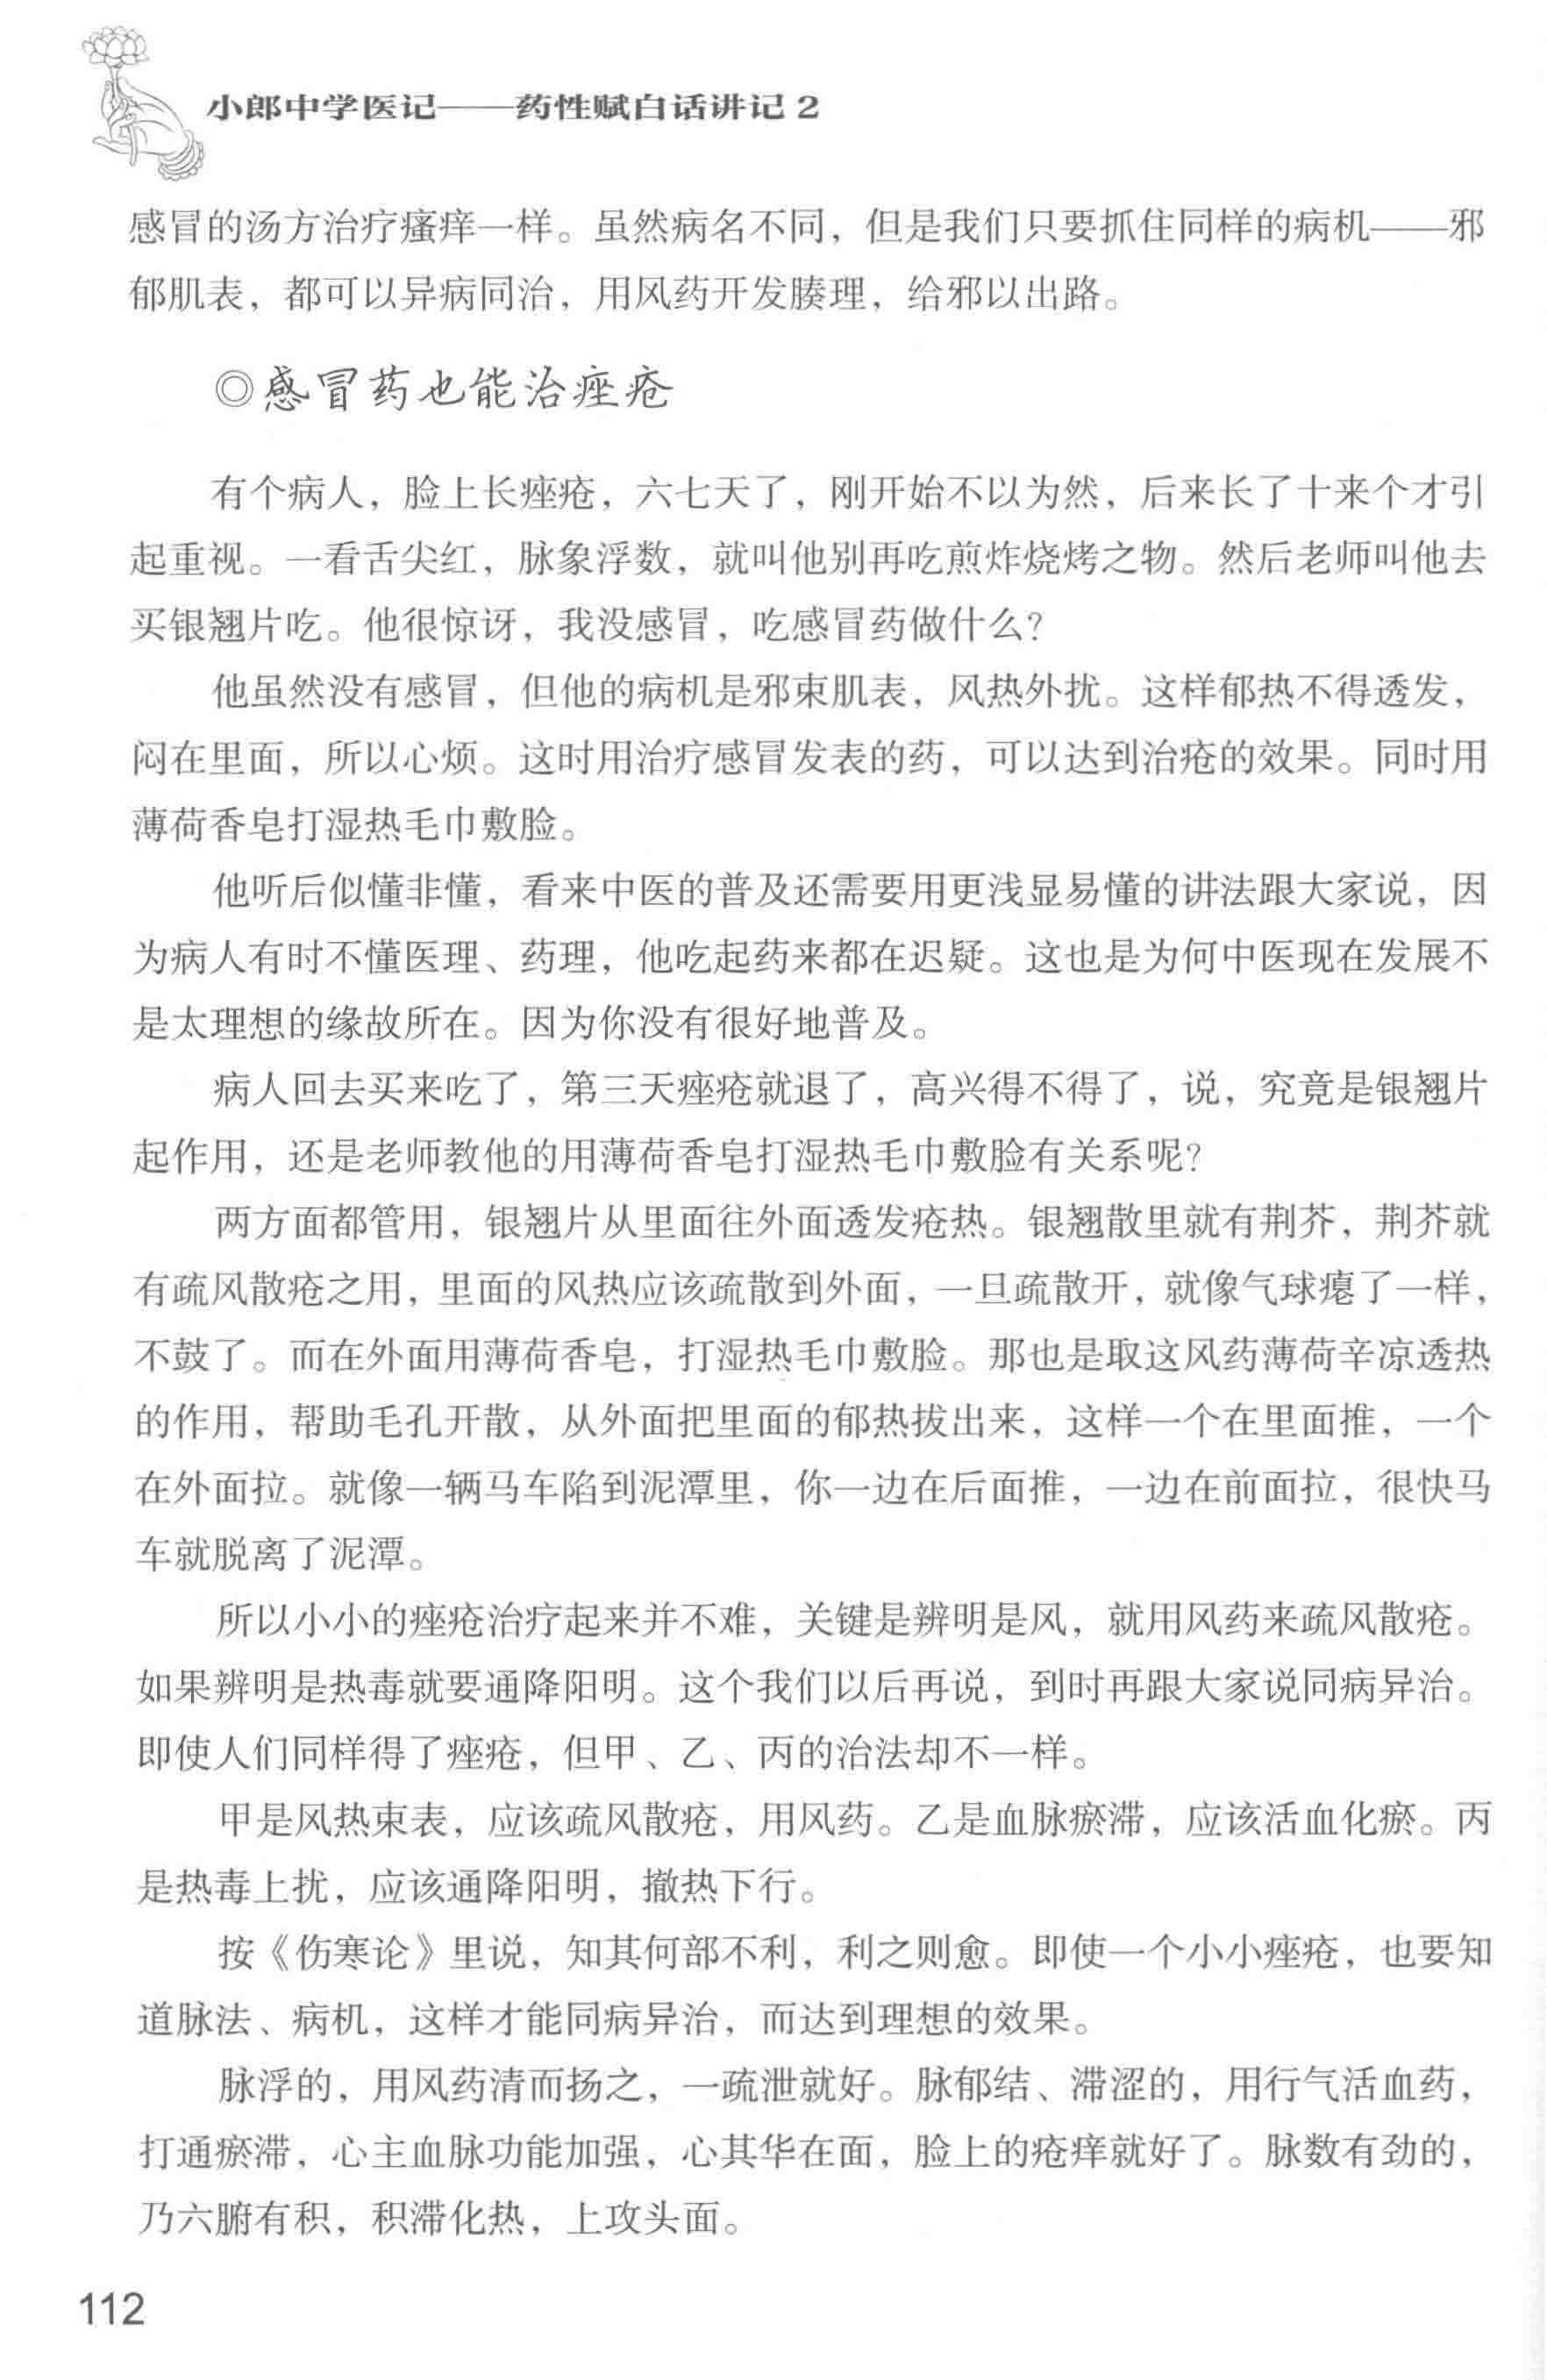 小郎中学医记——药性赋白话讲记 2
感冒的汤方治疗瘙痒一样。虽然病名不同，但是我们只要抓住同样的病机——邪
郁肌表，都可以异病同治，用风药开发腠理，给邪以出路。
◎感冒药也能治痤疮
有个病人，脸上长痤疮，六七天了，刚开始不以为然，后来长了十来个才引
起重视。一看舌尖红，脉象浮数，就叫他别再吃煎炸烧烤之物。然后老师叫他去
买银翘片吃。他很惊讶，我没感冒，吃感冒药做什么？
他虽然没有感冒，但他的病机是邪束肌表，风热外扰。这样郁热不得透发，
闷在里面，所以心烦。这时用治疗感冒发表的药，可以达到治疮的效果。同时用
薄荷香皂打湿热毛巾敷脸。
他听后似懂非懂，看来中医的普及还需要用更浅显易懂的讲法跟大家说，因
为病人有时不懂医理、药理，他吃起药来都在迟疑。这也是为何中医现在发展不
是太理想的缘故所在。因为你没有很好地普及。
病人回去买来吃了，第三天痤疮就退了，高兴得不得了，说，究竟是银翘片
起作用，还是老师教他的用薄荷香皂打湿热毛巾敷脸有关系呢？
两方面都管用，银翘片从里面往外面透发疮热。银翘散里就有荆芥，荆芥就
有疏风散疮之用，里面的风热应该疏散到外面，一旦疏散开，就像气球瘪了一样，
不鼓了。而在外面用薄荷香皂，打湿热毛巾敷脸。那也是取这风药薄荷辛凉透热
的作用，帮助毛孔开散，从外面把里面的郁热拔出来，这样一个在里面推，一个
在外面拉。就像一辆马车陷到泥潭里，你一边在后面推，一边在前面拉，很快马
车就脱离了泥潭。
所以小小的痤疮治疗起来并不难，关键是辨明是风，就用风药来疏风散疮。
如果辨明是热毒就要通降阳明。这个我们以后再说，到时再跟大家说同病异治。
即使人们同样得了痤疮，但甲、乙、丙的治法却不一样。
甲是风热束表，应该疏风散疮，用风药。乙是血脉瘀滞，应该活血化瘀。丙
是热毒上扰，应该通降阳明，撤热下行。
按《伤寒论》里说，知其何部不利，利之则愈。即使一个小小痤疮，也要知
道脉法、病机，这样才能同病异治，而达到理想的效果。
脉浮的，用风药清而扬之，一疏泄就好。脉郁结、滞涩的，用行气活血药，
打通瘀滞，心主血脉功能加强，心其华在面，脸上的疮痒就好了。脉数有劲的，
乃六腑有积，积滞化热，上攻头面。
112